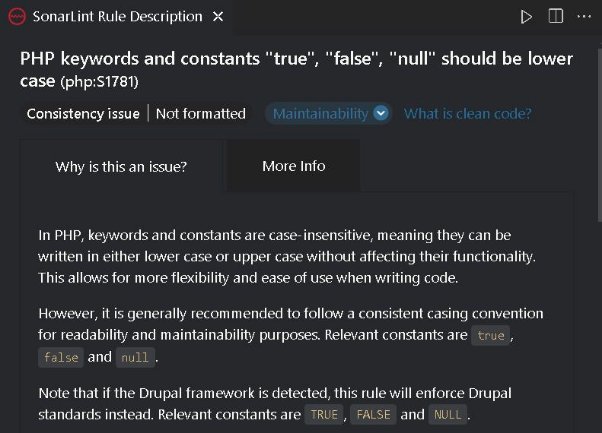 SonarLint Rule Description
PHP keywords and constants "true", "false", "null" should be lower
case (php:S1781)
Consistency issue | Not formatted Maintainability What is clean code?
Why is this an issue? More Info
In PHP, keywords and constants are case-insensitive, meaning they can be
written in either lower case or upper case without affecting their functionality.
This allows for more flexibility and ease of use when writing code.
However, it is generally recommended to follow a consistent casing convention
for readability and maintainability purposes. Relevant constants are true ,
false and null .
Note that if the Drupal framework is detected, this rule will enforce Drupal
standards instead. Relevant constants are TRUE , FALSE and NULL .